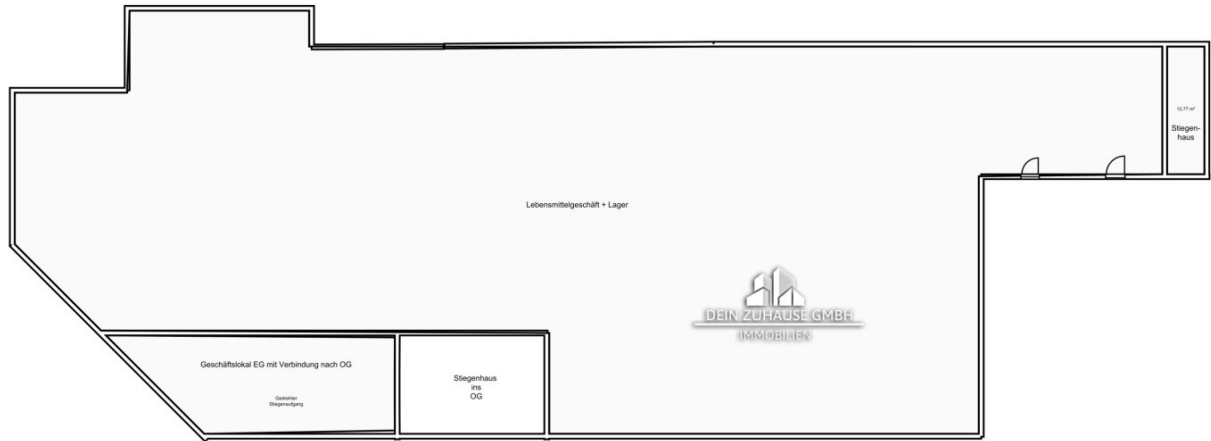 12.77 m²
Stiegen-
haus
Lebensmittelgeschäft + Lager
DEIN ZUHAUSE GMBH
IMMOBILIEN
Geschäftslokal EG mit Verbindung nach OG
Gedrehter
Stiegenaufgang
Stiegenhaus
ins
OG